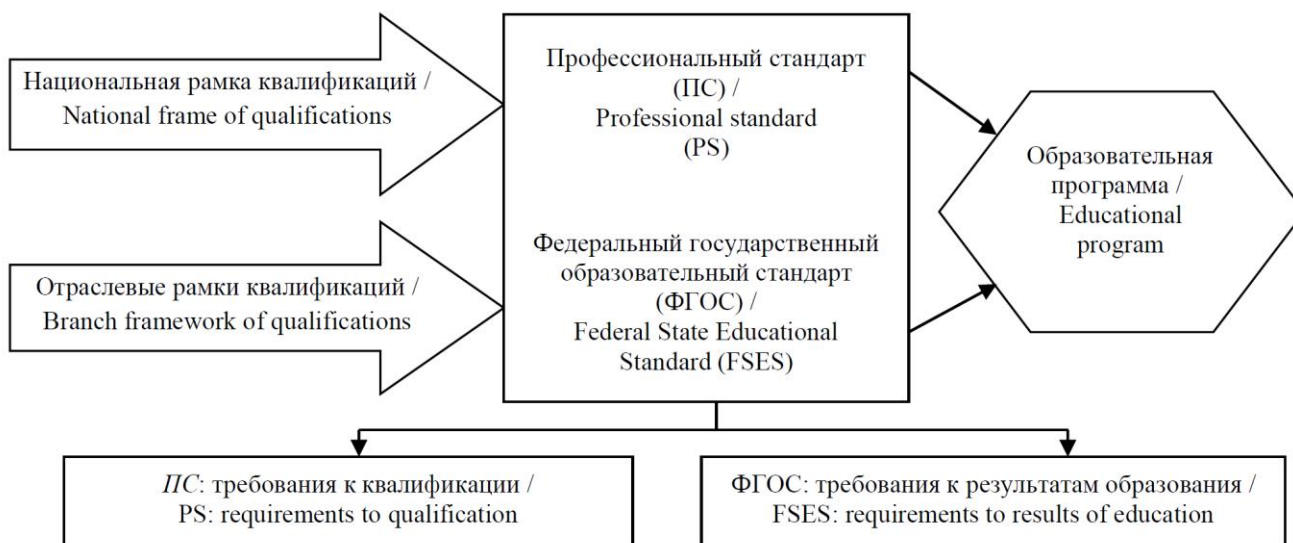 Национальная рамка квалификаций /
National frame of qualifications
Отраслевые рамки квалификаций /
Branch framework of qualifications
Профессиональный стандарт
(ПС) /
Professional standard
(PS)
Федеральный государственный
образовательный стандарт
(ФГОС) /
Federal State Educational
Standard (FSES)
Образовательная
программа /
Educational
program
ПС: требования к квалификации /
PS: requirements to qualification
ФГОС: требования к результатам образования /
FSES: requirements to results of education